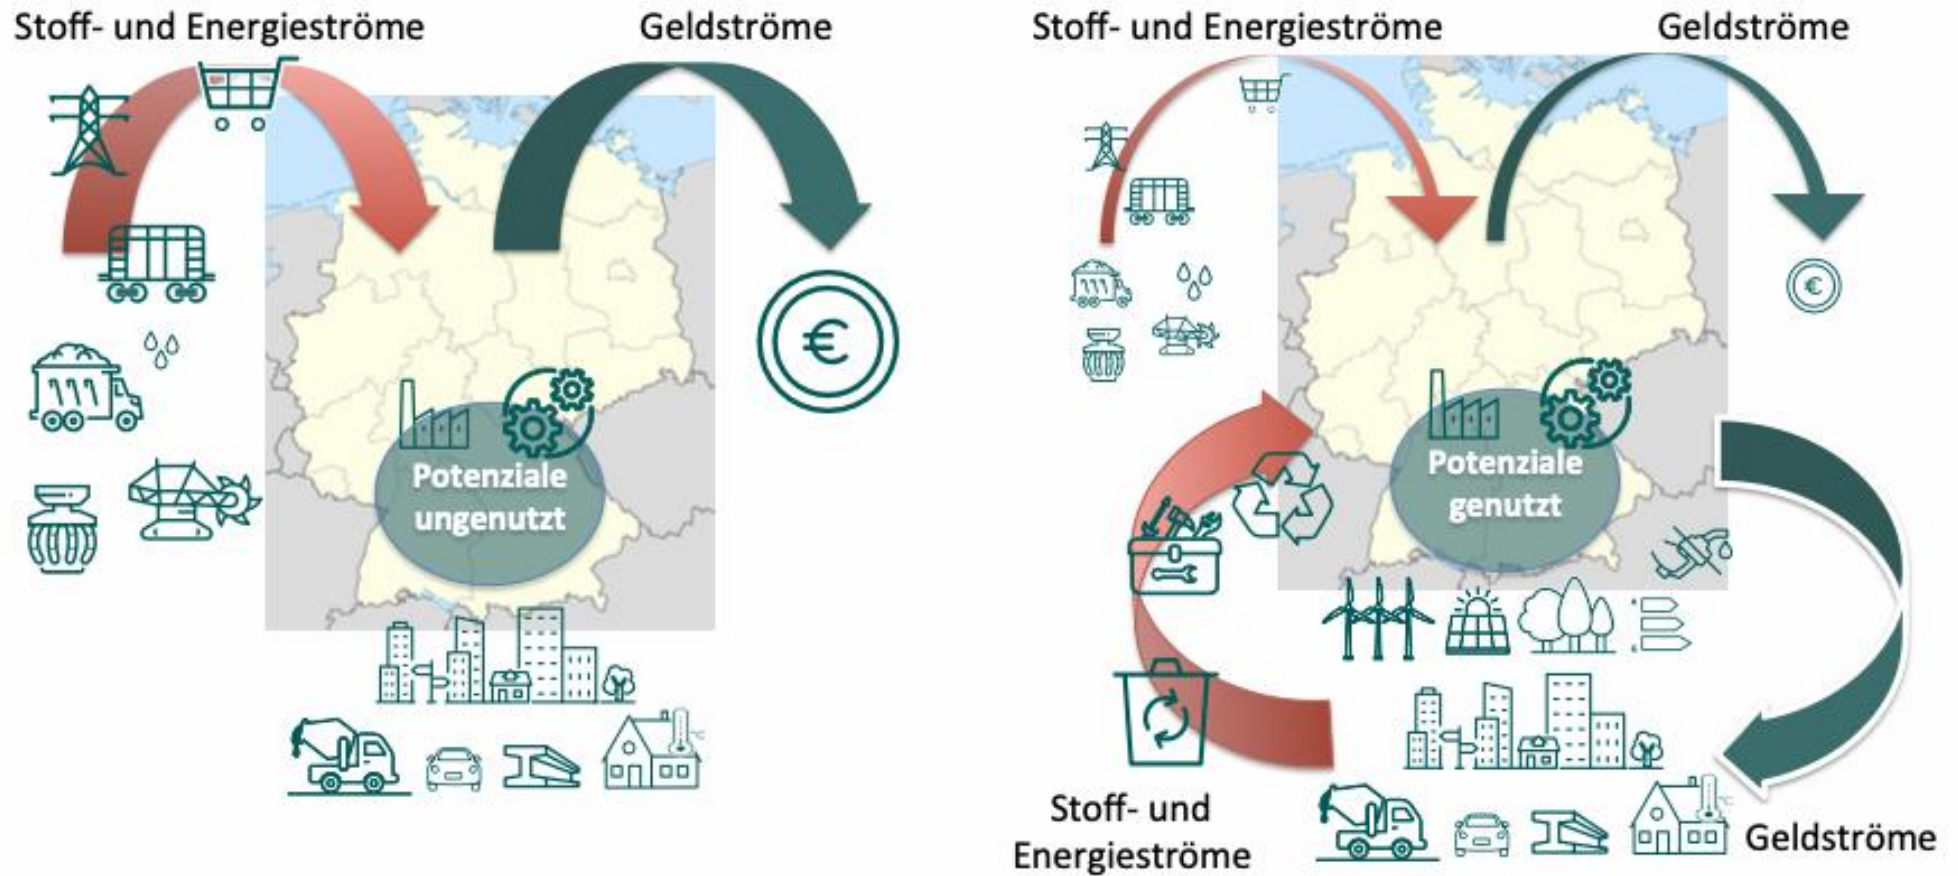 Stoff- und Energieströme
Geldströme
€
Potenziale
ungenutzt
°C
Stoff- und Energieströme
Geldströme
€
Potenziale
genutzt
Stoff- und
Energieströme
Geldströme